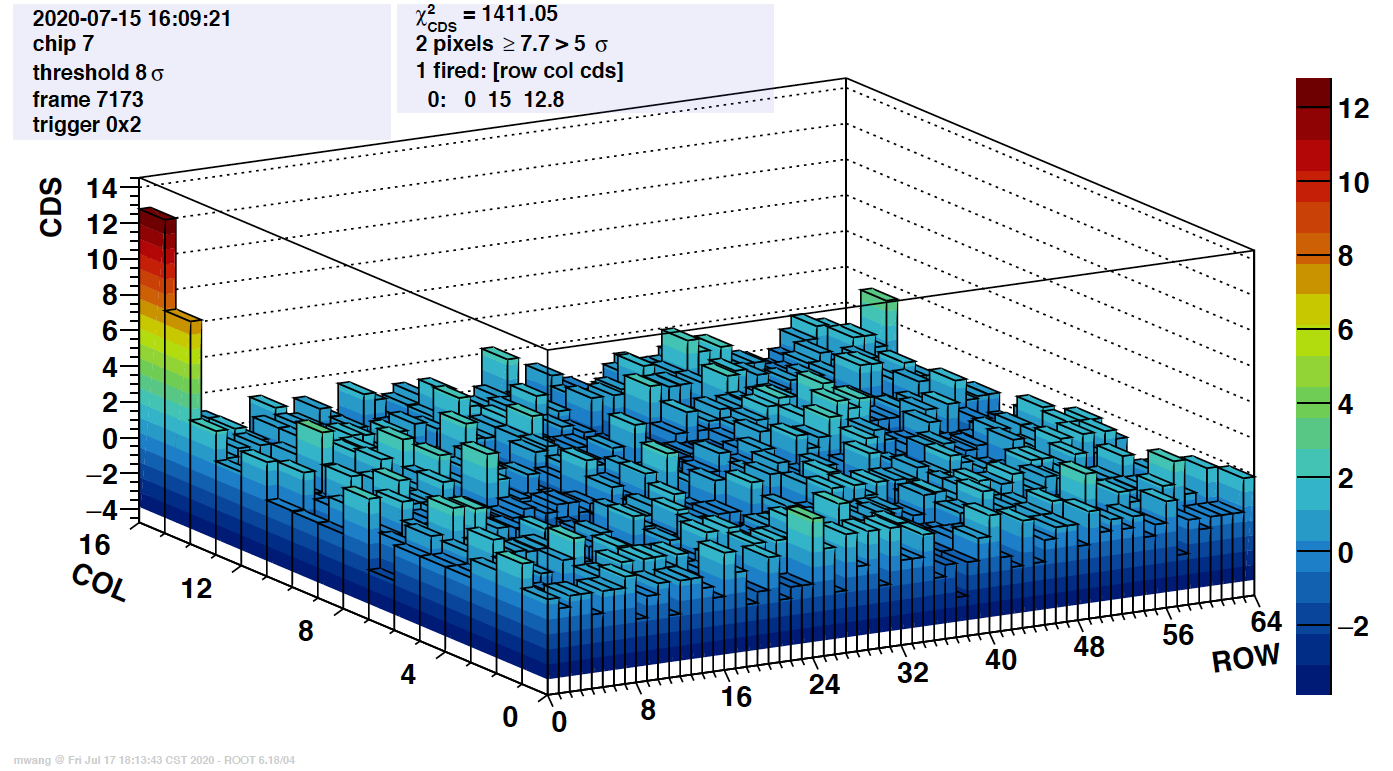 2020-07-15 16:09:21
chip 7
threshold 8 σ
frame 7173
trigger 0x2
χ²CDS = 1411.05
2 pixels ≥ 7.7 > 5 σ
1 fired: [row col cds]
0: 0 15 12.8
CDS
14
12
10
8
6
4
2
0
−2
−4
16
12
8
4
0
COL
0
8
16
24
32
40
48
56
64
ROW
12
10
8
6
4
2
0
−2
mwang @ Fri Jul 17 18:13:43 CST 2020 - ROOT 6.18/04